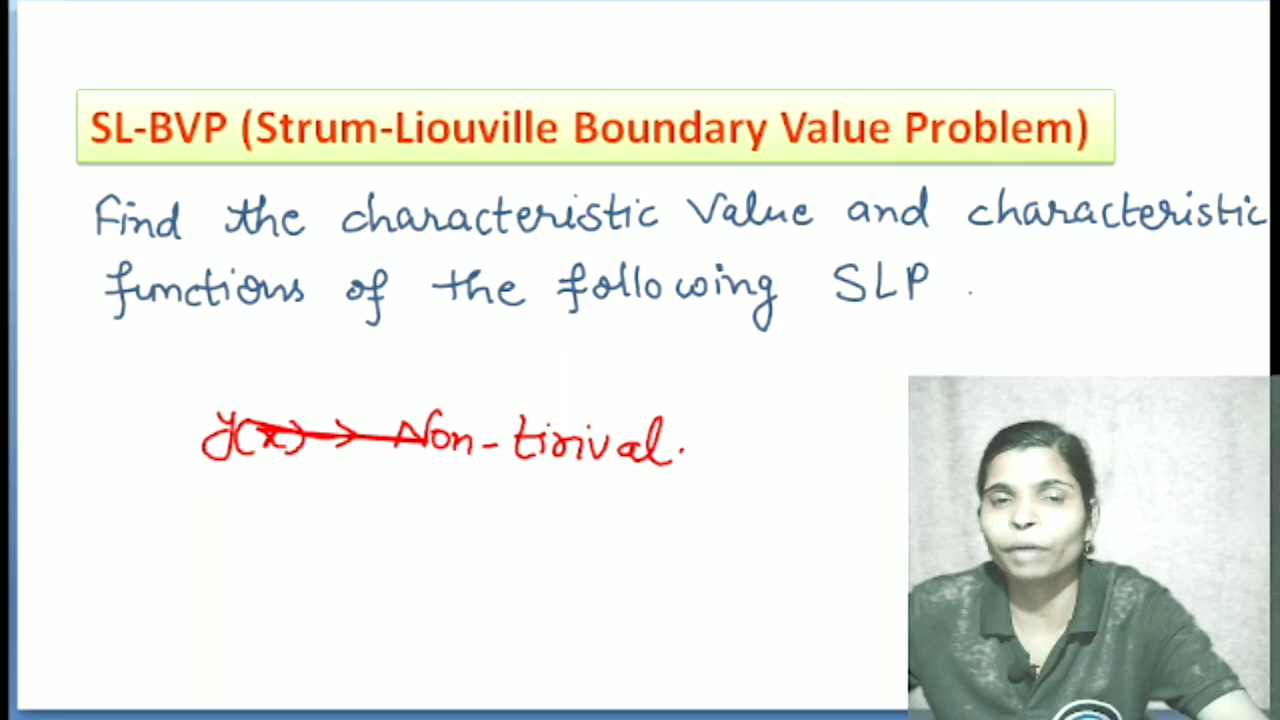 SL-BVP (Strum-Liouville Boundary Value Problem)
Find the characteristic Value and characteristic
functions of the following SLP .
y(x) → Non-tirival.